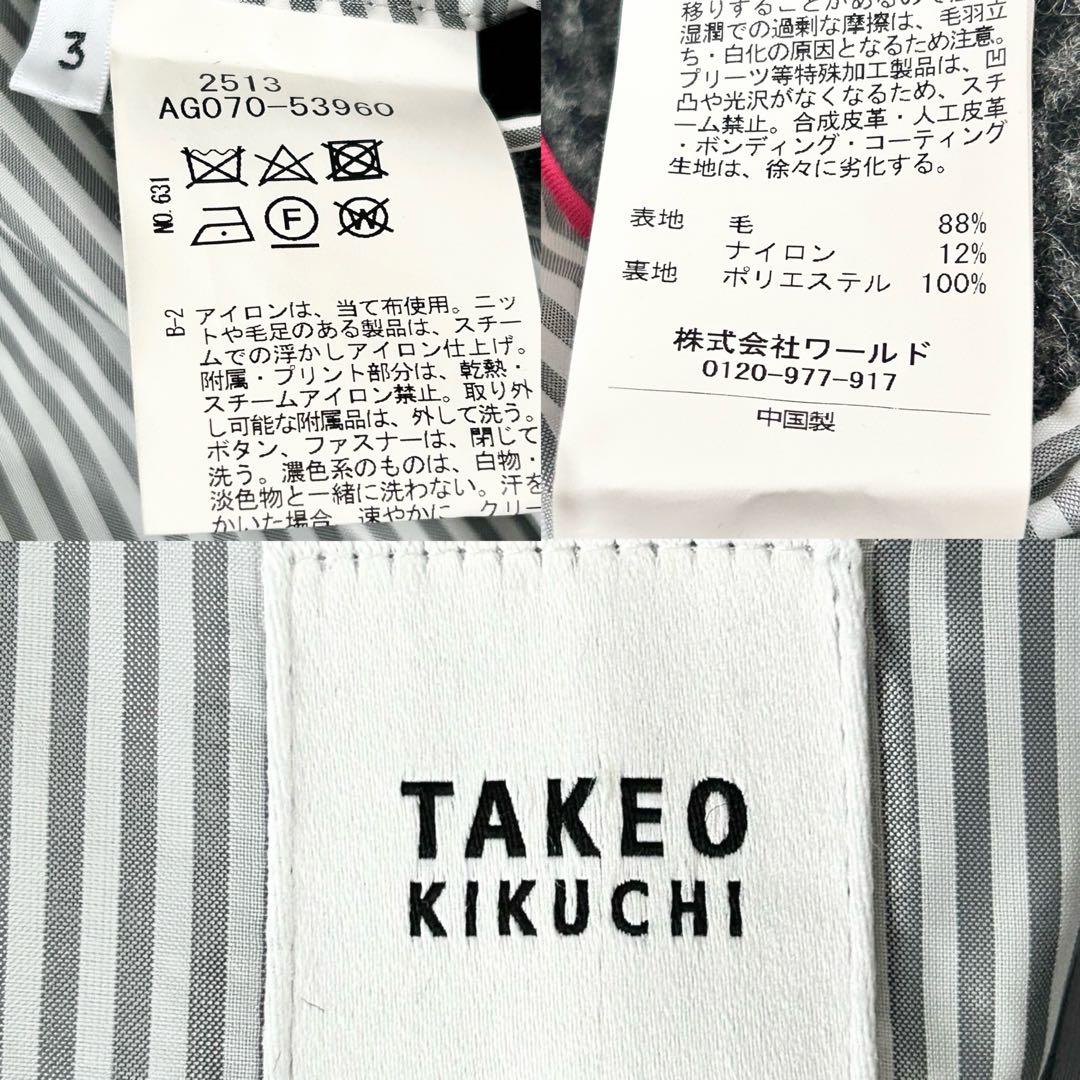 3
2513
AG070-53960
NO.631
F
W
B-2
アイロンは、当て布使用。ニッ
トや毛足のある製品は、スチー
ムでの浮かしアイロン仕上げ。
附属・プリント部分は、乾熱・
スチームアイロン禁止。取り外
し可能な附属品は、外して洗う。
ボタン、ファスナーは、閉じて
洗う。濃色系のものは、白物・
淡色物と一緒に洗わない。汗を
かいた場合、速やかに、クリー
移りすることがあるので
湿潤での過剰な摩擦は、毛羽立
ち・白化の原因となるため注意。
プリーツ等特殊加工製品は、凹
凸や光沢がなくなるため、スチ
ーム禁止。合成皮革・人工皮革
・ボンディング・コーティング
生地は、徐々に劣化する。
表地 毛 88%
ナイロン 12%
裏地 ポリエステル 100%
株式会社ワールド
0120-977-917
中国製
TAKEO
KIKUCHI